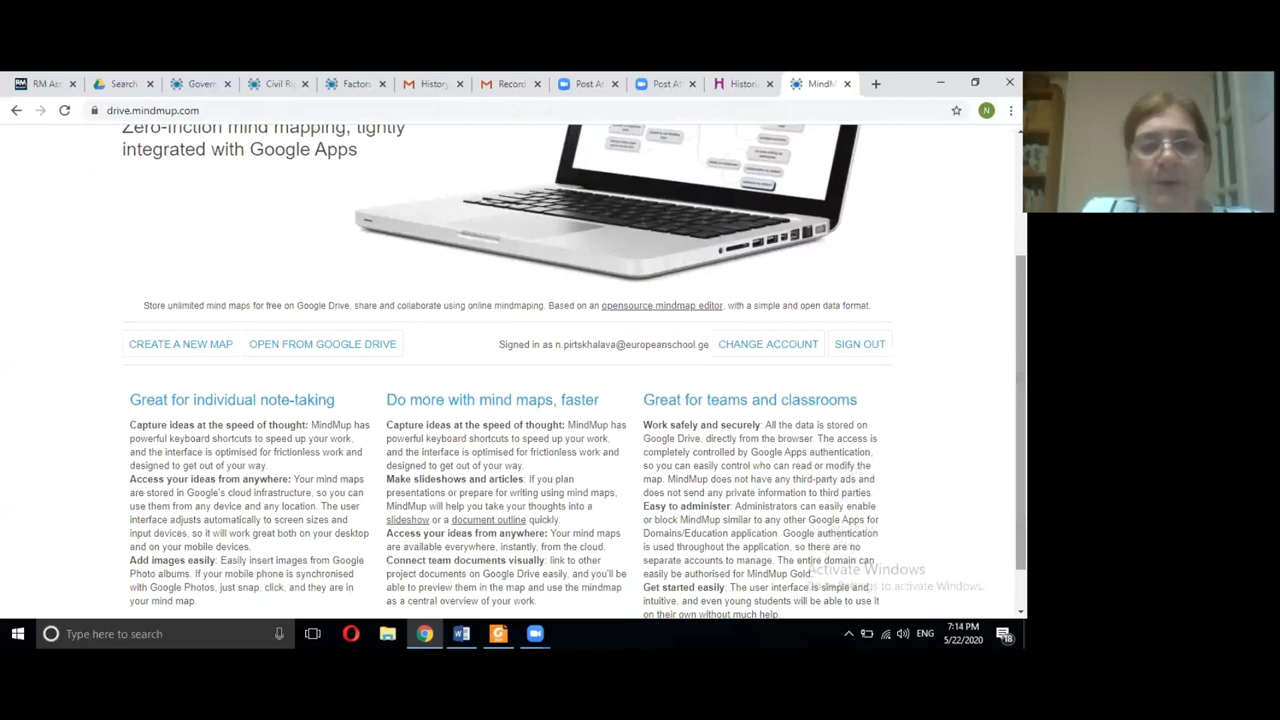 RM As
Search
Govern
Civil Ri
Factors
History
Record
Post At
Post At
Histori
MindM
drive.mindmup.com
N
Zero-friction mind mapping, tightly
integrated with Google Apps
Store unlimited mind maps for free on Google Drive, share and collaborate using online mindmaping. Based on an opensource mindmap editor, with a simple and open data format.
CREATE A NEW MAP
OPEN FROM GOOGLE DRIVE
Signed in as n.pirtskhalava@europeanschool.ge
CHANGE ACCOUNT
SIGN OUT
Great for individual note-taking
Capture ideas at the speed of thought: MindMup has
powerful keyboard shortcuts to speed up your work,
and the interface is optimised for frictionless work and
designed to get out of your way.
Access your ideas from anywhere: Your mind maps
are stored in Google's cloud infrastructure, so you can
use them from any device and any location. The user
interface adjusts automatically to screen sizes and
input devices, so it will work great both on your desktop
and on your mobile devices.
Add images easily: Easily insert images from Google
Photo albums. If your mobile phone is synchronised
with Google Photos, just snap, click, and they are in
your mind map.
Do more with mind maps, faster
Capture ideas at the speed of thought: MindMup has
powerful keyboard shortcuts to speed up your work,
and the interface is optimised for frictionless work and
designed to get out of your way.
Make slideshows and articles: If you plan
presentations or prepare for writing using mind maps,
MindMup will help you take your thoughts into a
slideshow or a document outline quickly.
Access your ideas from anywhere: Your mind maps
are available everywhere, instantly, from the cloud.
Connect team documents visually: link to other
project documents on Google Drive easily, and you'll be
able to preview them in the map and use the mindmap
as a central overview of your work.
Great for teams and classrooms
Work safely and securely: All the data is stored on
Google Drive, directly from the browser. The access is
completely controlled by Google Apps authentication,
so you can easily control who can read or modify the
map. MindMup does not have any third-party ads and
does not send any private information to third parties.
Easy to administer: Administrators can easily enable
or block MindMup similar to any other Google Apps for
Domains/Education application. Google authentication
is used throughout the application, so there are no
separate accounts to manage. The entire domain can
easily be authorised for MindMup Gold.
Get started easily: The user interface is simple and
intuitive, and even young students will be able to use it
on their own without much help.
Activate Windows
to activate Windows.
Type here to search
ENG
7:14 PM
5/22/2020
18